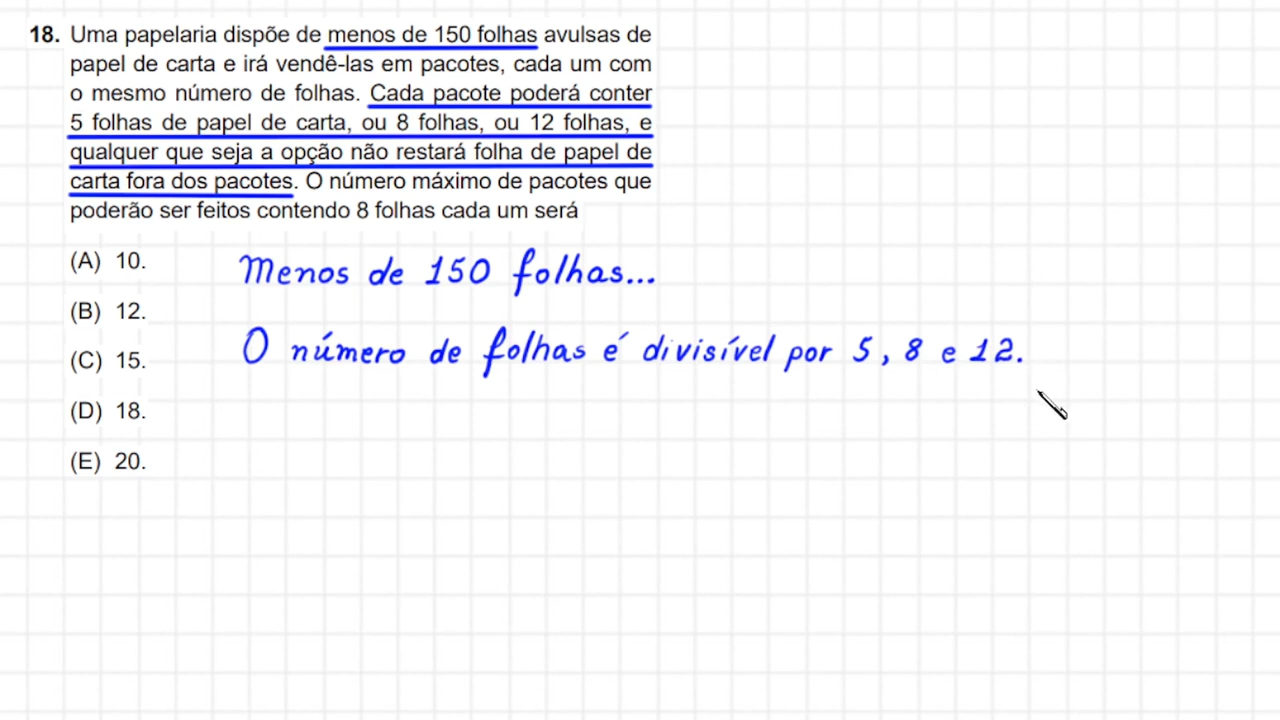 18. Uma papelaria dispõe de menos de 150 folhas avulsas de
papel de carta e irá vendê-las em pacotes, cada um com
o mesmo número de folhas. Cada pacote poderá conter
5 folhas de papel de carta, ou 8 folhas, ou 12 folhas, e
qualquer que seja a opção não restará folha de papel de
carta fora dos pacotes. O número máximo de pacotes que
poderão ser feitos contendo 8 folhas cada um será
(A) 10.
(B) 12.
(C) 15.
(D) 18.
(E) 20.
Menos de 150 folhas...
O número de folhas é divisível por 5, 8 e 12.